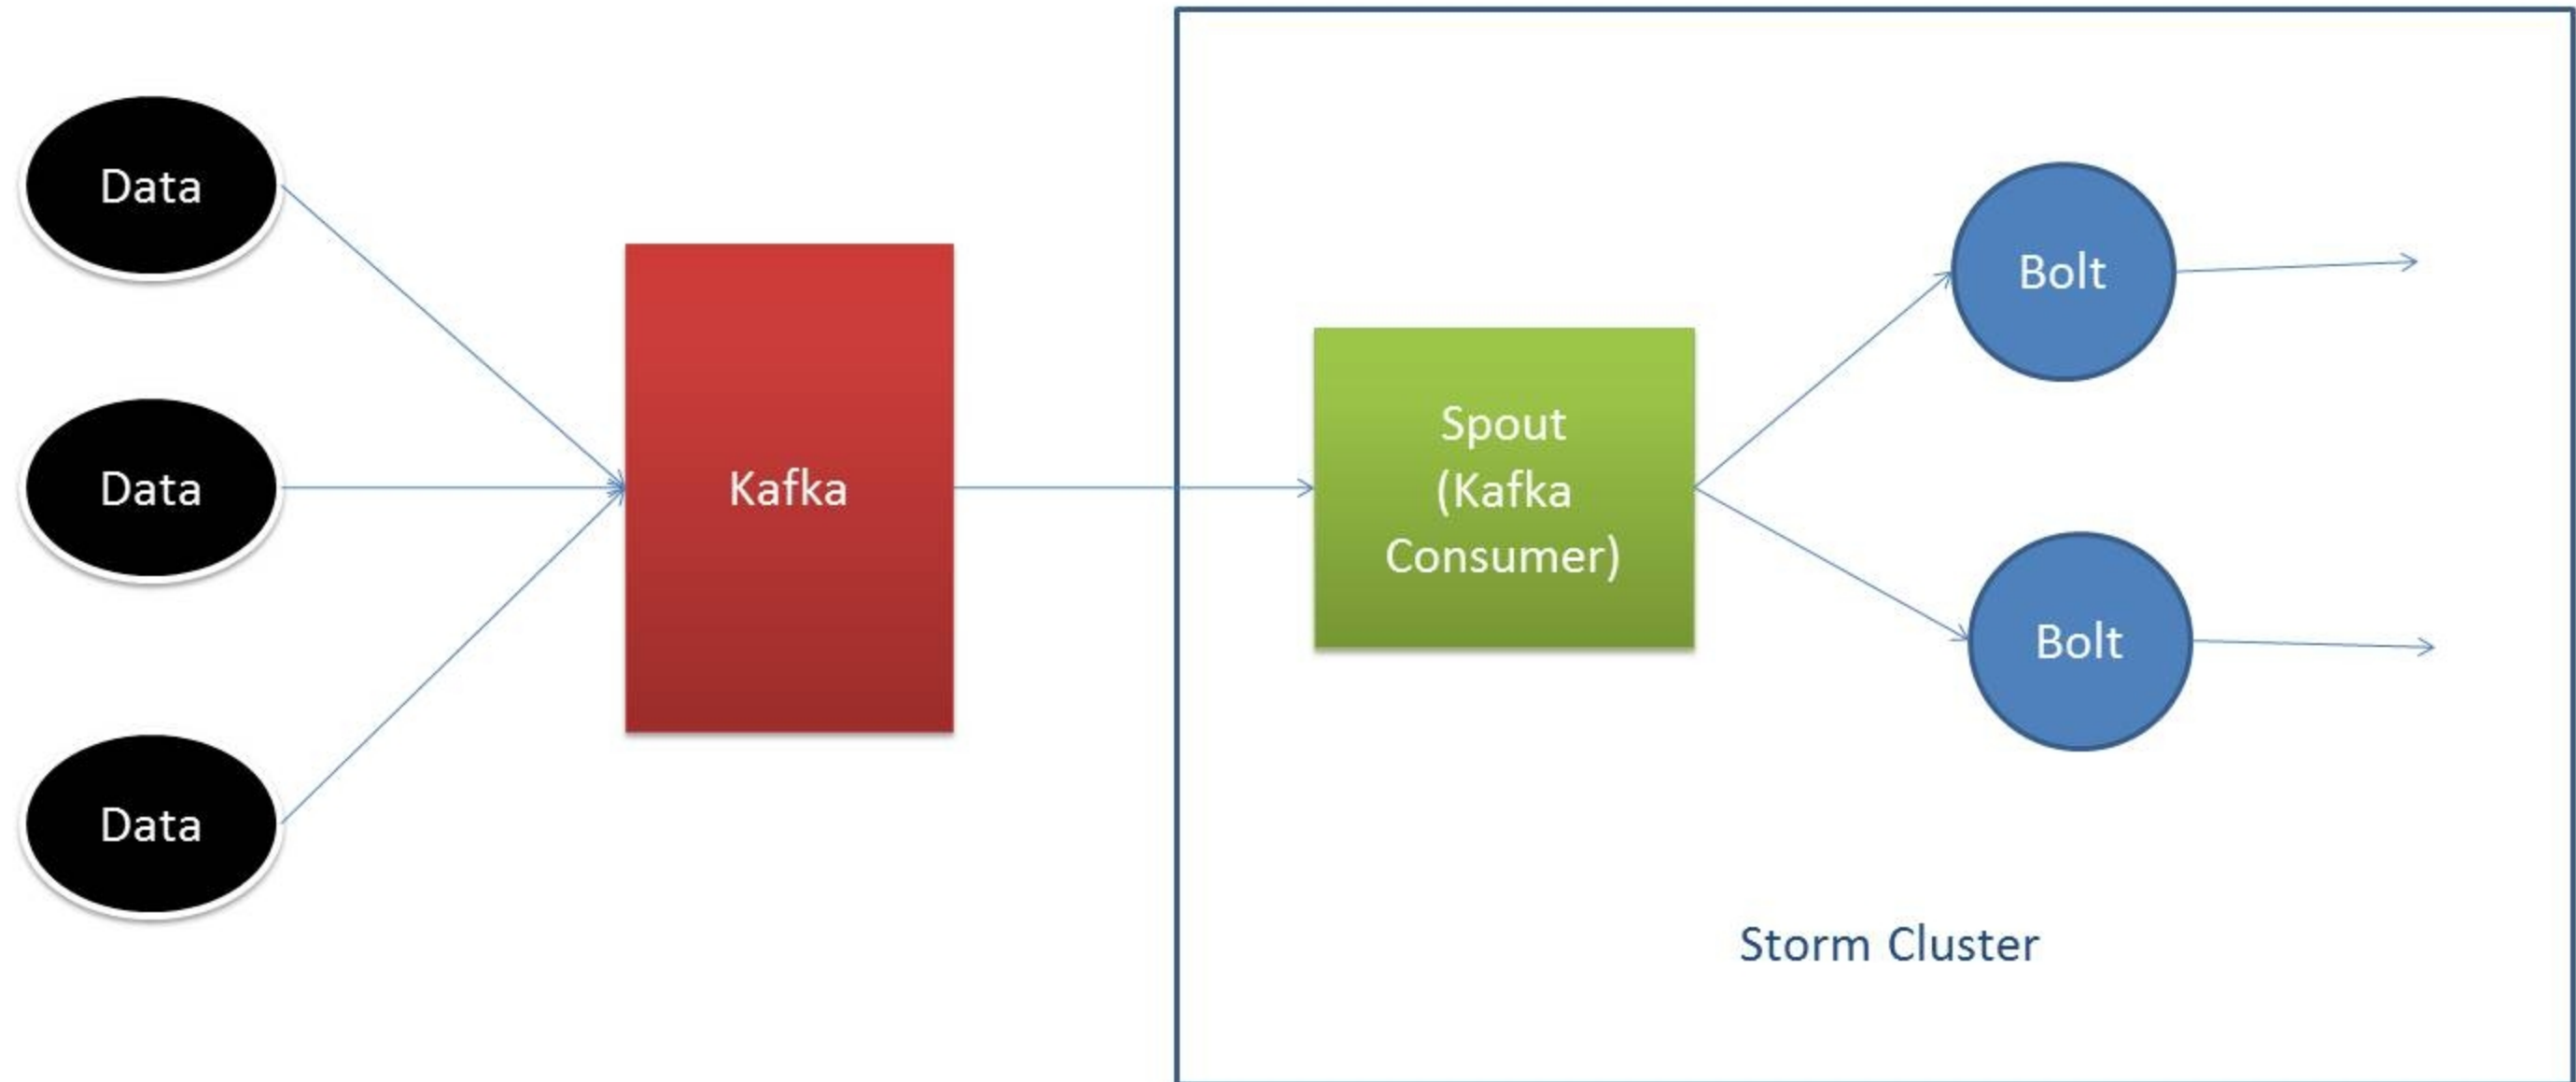 Data
Data
Data
Kafka
Spout
(Kafka
Consumer)
Bolt
Bolt
Storm Cluster